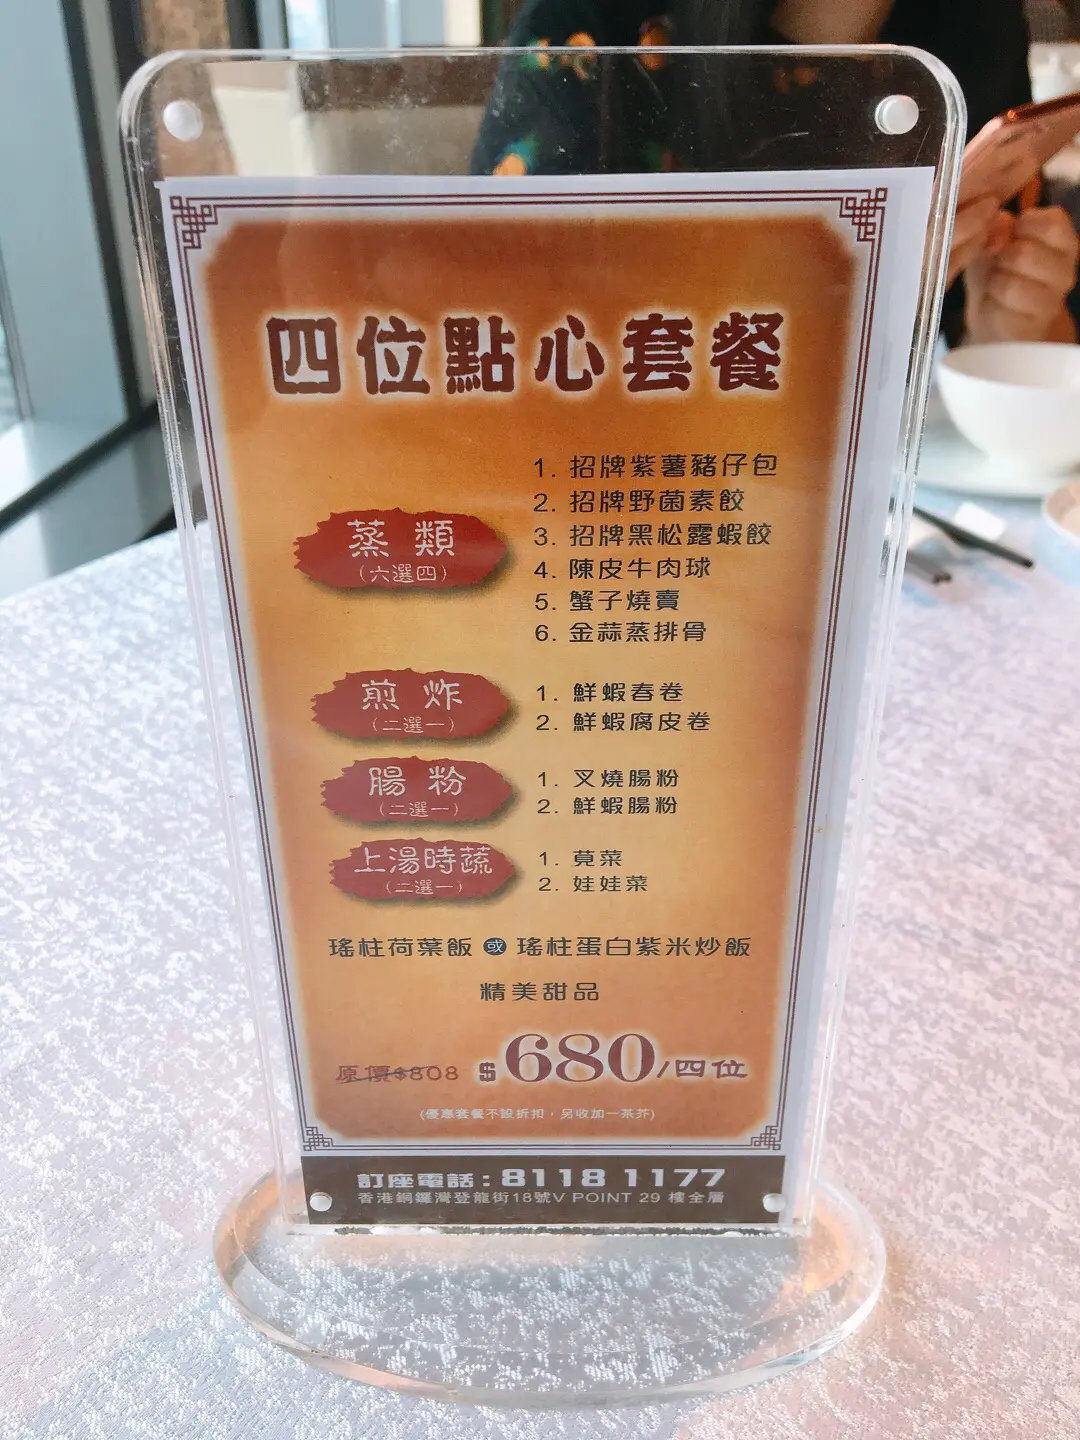 四位點心套餐
蒸類
(六選四)
1. 招牌紫薯豬仔包
2. 招牌野菌素餃
3. 招牌黑松露蝦餃
4. 陳皮牛肉球
5. 蟹子燒賣
6. 金蒜蒸排骨
煎炸
(二選一)
1. 鮮蝦春卷
2. 鮮蝦腐皮卷
腸粉
(二選一)
1. 叉燒腸粉
2. 鮮蝦腸粉
上湯時蔬
(二選一)
1. 莧菜
2. 娃娃菜
瑤柱荷葉飯 或 瑤柱蛋白紫米炒飯
精美甜品
原價$808 $680/四位
(優惠套餐不設折扣，另收加一茶芥)
訂座電話：8118 1177
香港銅鑼灣登龍街18號V POINT 29 樓全層